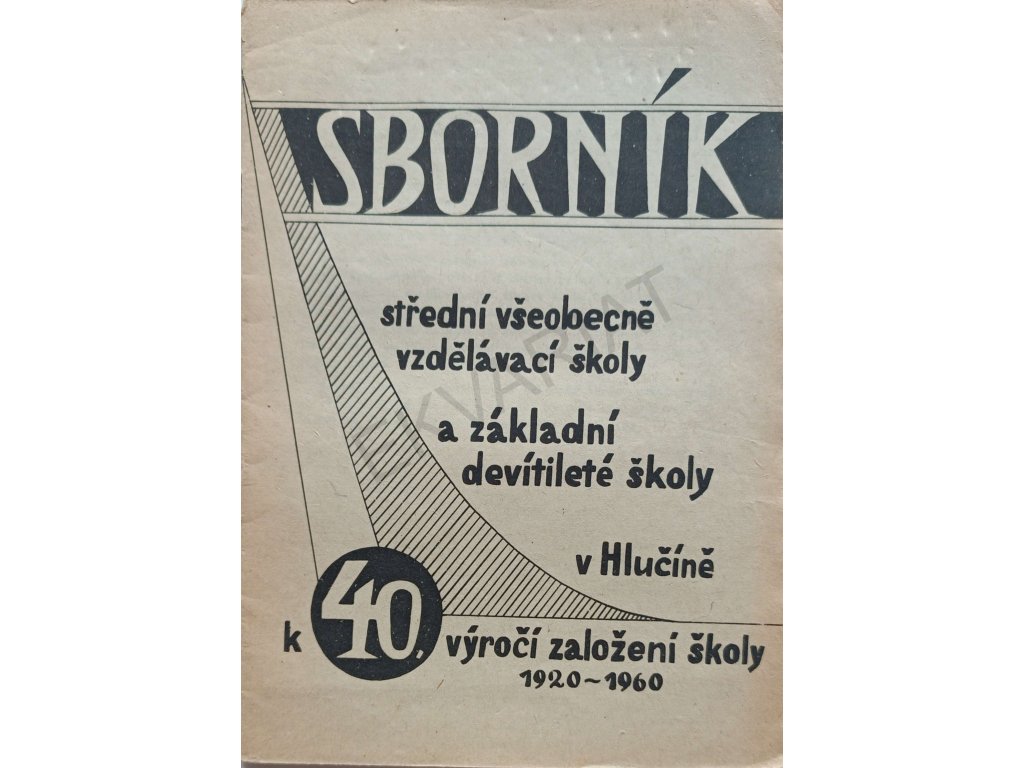 SBORNÍK
střední všeobecně
vzdělávací školy
a základní
devítileté školy
v Hlučíně
k 40. výročí založení školy
1920~1960